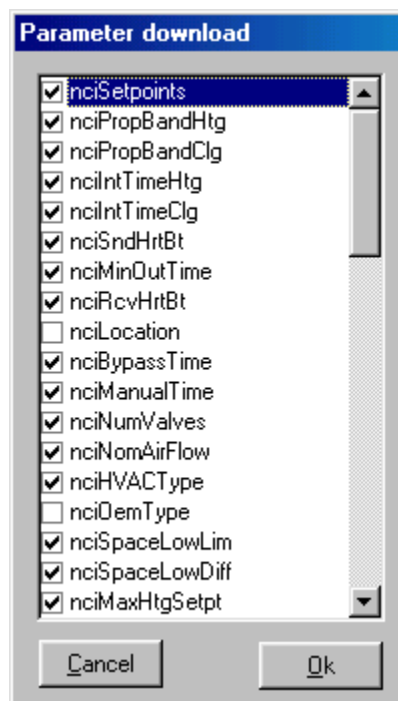 Parameter download
nciSetpoints
nciPropBandHtg
nciPropBandClg
nciIntTimeHtg
nciIntTimeClg
nciSndHrtBt
nciMinOutTime
nciRcvHrtBt
nciLocation
nciBypassTime
nciManualTime
nciNumValves
nciNomAirFlow
nciHVACType
nciOemType
nciSpaceLowLim
nciSpaceLowDiff
nciMaxHtgSetpt
Cancel Ok